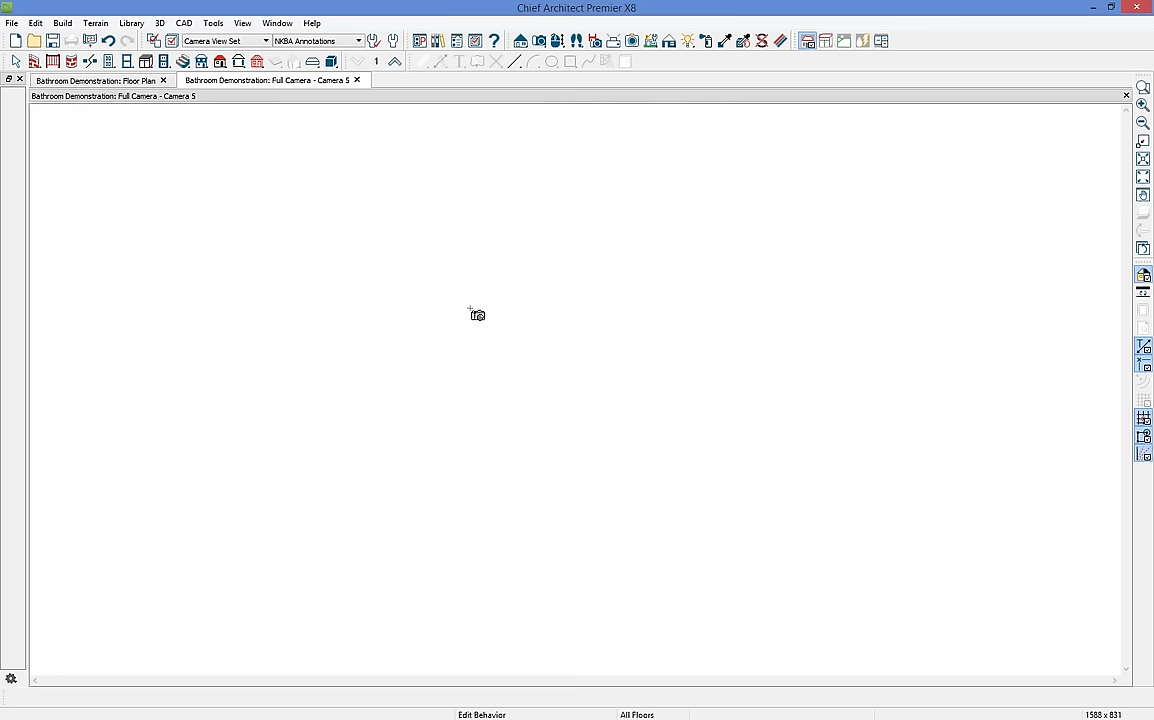 Chief Architect Premier X8
File Edit Build Terrain Library 3D CAD Tools View Window Help
Camera View Set NKBA Annotations
1
Bathroom Demonstration: Floor Plan Bathroom Demonstration: Full Camera - Camera 5
Bathroom Demonstration: Full Camera - Camera 5
Edit Behavior All Floors 1588 x 831